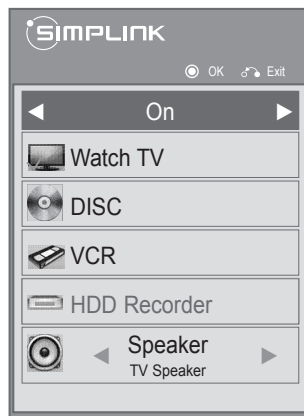 SIMPLINK
OK Exit
On
Watch TV
DISC
VCR
HDD Recorder
Speaker
TV Speaker